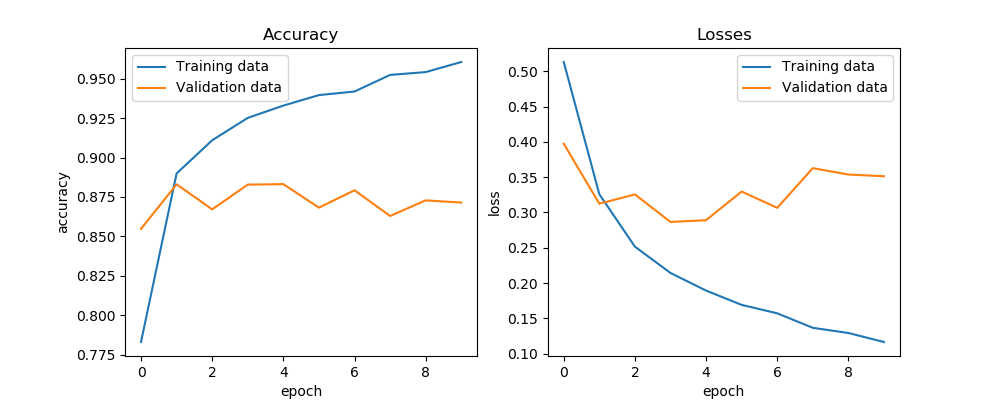 Accuracy
Training data
Validation data
0.950
0.925
0.900
0.875
0.850
0.825
0.800
0.775
accuracy
0 2 4 6 8
epoch
Losses
Training data
Validation data
0.50
0.45
0.40
0.35
0.30
0.25
0.20
0.15
0.10
loss
0 2 4 6 8
epoch